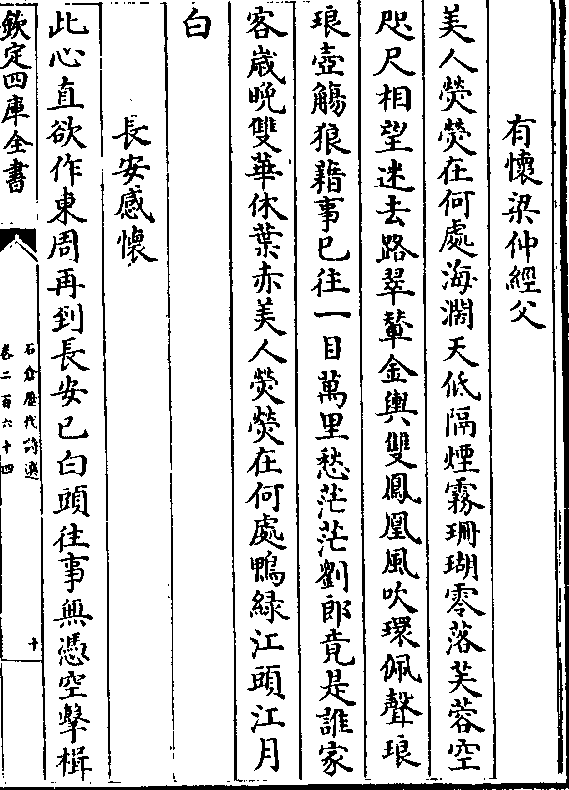 有懷梁仲經父
美人熒熒在何處海濶天低隔煙霧珊瑚零落芙蓉空
咫尺相望迷去路翠輦金輿雙鳳凰風吹環佩聲琅
琅壺觴狼藉事已往一目萬里愁茫茫劉郎竟是誰家
客嵗晩雙華休葉赤美人熒熒在何處鴨綠江頭江月
白
長安感懷
此心直欲作東周再到長安已白頭往事無憑空擊楫
欽定四庫全書
石倉歷代詩選
卷二百六十四
十